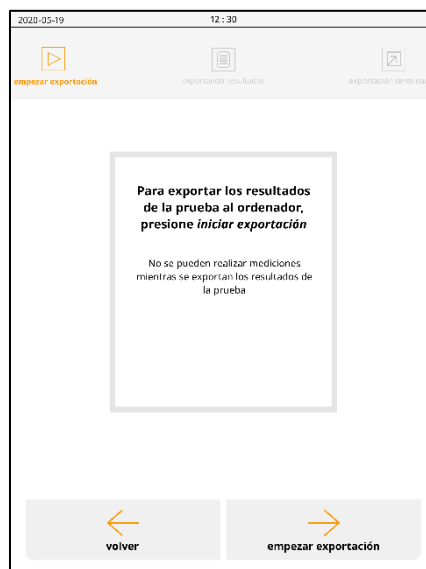 2020-05-19 12:30
empezar exportación exportando resultados exportación
Para exportar los resultados
de la prueba al ordenador,
presione iniciar exportación
No se pueden realizar mediciones
mientras se exportan los resultados de
la prueba
volver empezar exportación